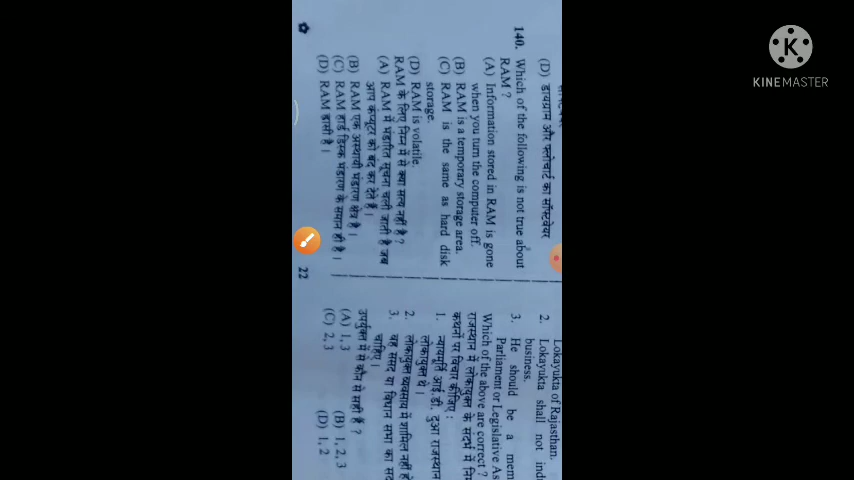 (D) डायग्राम और फ्लोचार्ट का सॉफ्टवेयर
140. Which of the following is not true about
RAM ?
(A) Information stored in RAM is gone
when you turn the computer off.
(B) RAM is a temporary storage area.
(C) RAM is the same as hard disk
storage.
(D) RAM is volatile.
RAM के लिए निम्न में से क्या सत्य नहीं है ?
(A) RAM में भंडारित सूचना चली जाती है जब
आप कंप्यूटर को बंद कर देते हैं ।
(B) RAM एक अस्थायी भंडारण क्षेत्र है ।
(C) RAM हार्ड डिस्क भंडारण के समान ही है ।
(D) RAM
22
Lokayukta of Rajasthan.
2. Lokayukta shall not
business.
3. He should be a
Parliament or Legislative
Which of the above are correct ?
राजस्थान में लोकायुक्त के संदर्भ में
कथनों पर विचार कीजिए :
1. न्यायमूर्ति आई.डी. दुआ राजस्थान
लोकायुक्त थे ।
2. लोकायुक्त व्यवसाय में शामिल नहीं
3. वह संसद या विधान सभा का
चाहिए ।
उपर्युक्त में से कौन से सही हैं ?
(A) 1, 3 (B) 1, 2, 3
(C) 2, 3 (D) 1, 2
K
KINEMASTER